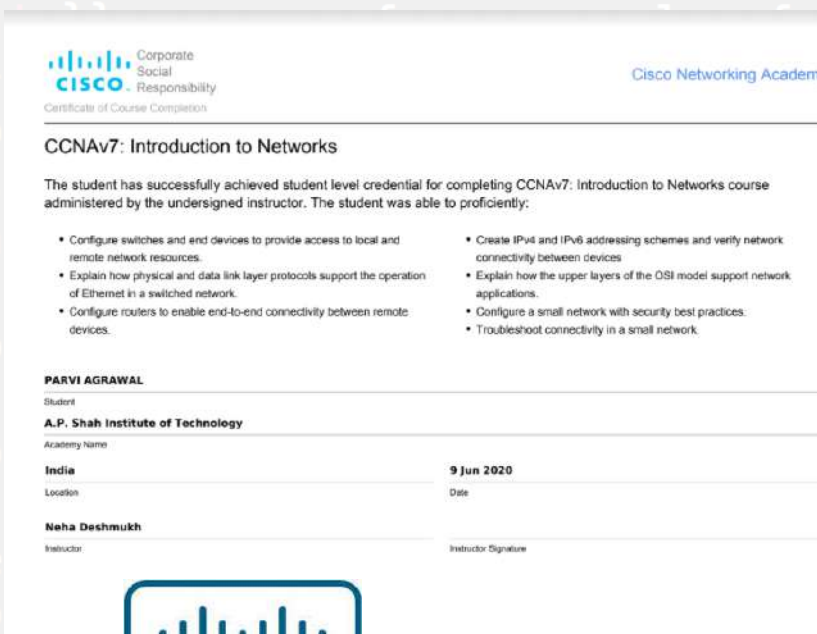 Corporate
Social
CISCO. Responsibility
Cisco Networking Academ
Certificate of Course Completion
CCNAv7: Introduction to Networks
The student has successfully achieved student level credential for completing CCNAv7: Introduction to Networks course
administered by the undersigned instructor. The student was able to proficiently:
• Configure switches and end devices to provide access to local and
remote network resources.
• Explain how physical and data link layer protocols support the operation
of Ethernet in a switched network.
• Configure routers to enable end-to-end connectivity between remote
devices.
• Create IPv4 and IPv6 addressing schemes and verify network
connectivity between devices
• Explain how the upper layers of the OSI model support network
applications.
• Configure a small network with security best practices.
• Troubleshoot connectivity in a small network.
PARVI AGRAWAL
Student
A.P. Shah Institute of Technology
Academy Name
India
Location
9 Jun 2020
Date
Neha Deshmukh
Instructor
Instructor Signature